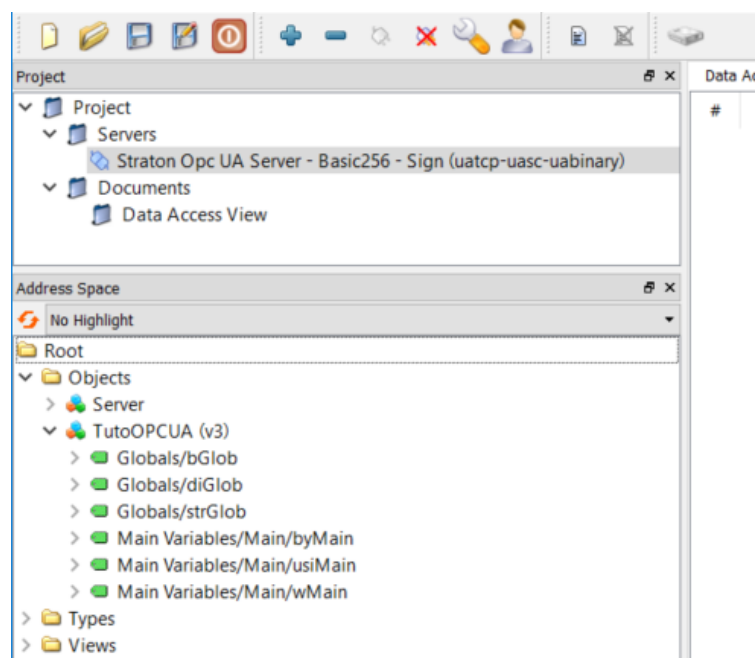 Project
Data Ac
#
Project
Servers
Straton Opc UA Server - Basic256 - Sign (uatcp-uasc-uabinary)
Documents
Data Access View
Address Space
No Highlight
Root
Objects
Server
TutoOPCUA (v3)
Globals/bGlob
Globals/diGlob
Globals/strGlob
Main Variables/Main/byMain
Main Variables/Main/usiMain
Main Variables/Main/wMain
Types
Views